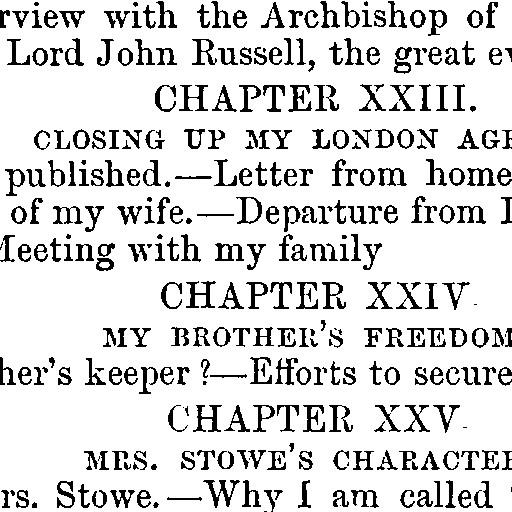 rview with the Archbishop of
Lord John Russell, the great ev
CHAPTER XXIII.
CLOSING UP MY LONDON AGE
published.—Letter from home
of my wife.—Departure from L
Meeting with my family
CHAPTER XXIV.
MY BROTHER'S FREEDOM
her's keeper?—Efforts to secure
CHAPTER XXV.
MRS. STOWE'S CHARACTER
rs. Stowe.—Why I am called